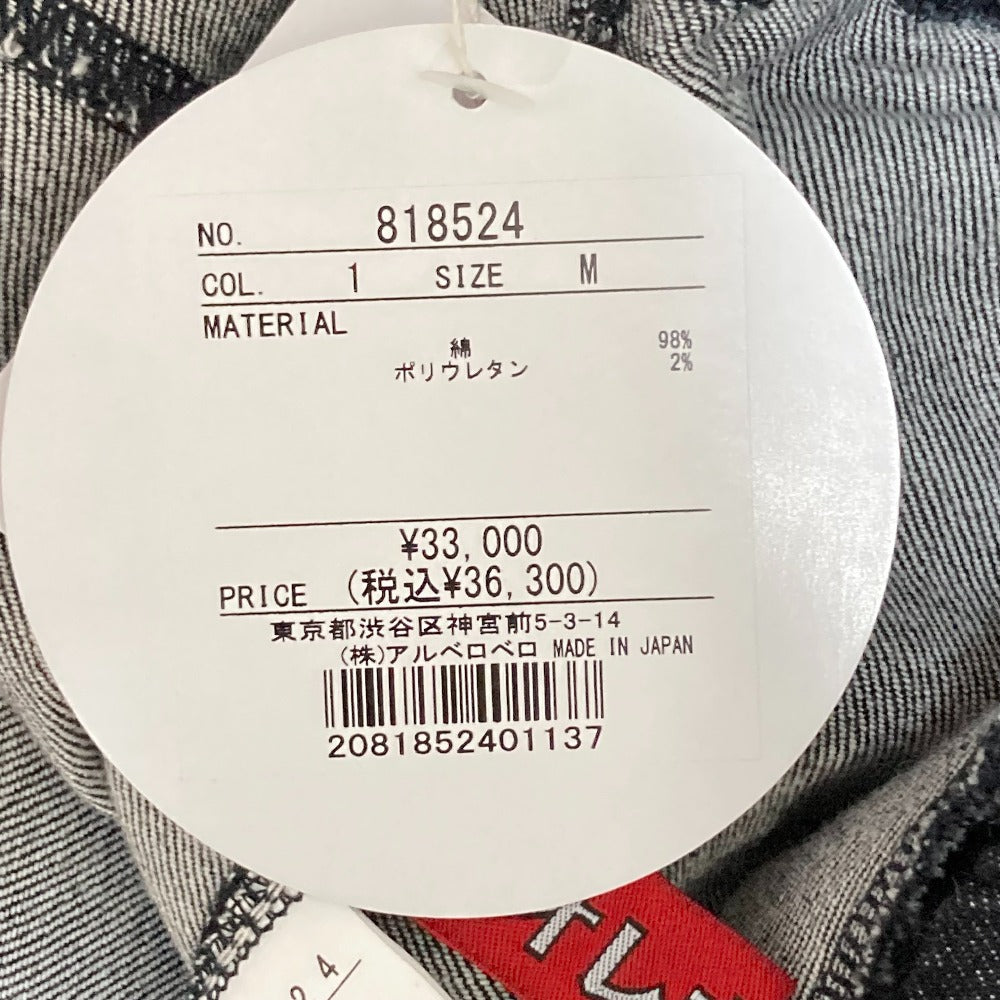 NO. 818524
COL. 1 SIZE M
MATERIAL
綿 98%
ポリウレタン 2%
¥33,000
PRICE (税込¥36,300)
東京都渋谷区神宮前5-3-14
(株)アルベロベロ MADE IN JAPAN
2081852401137
24